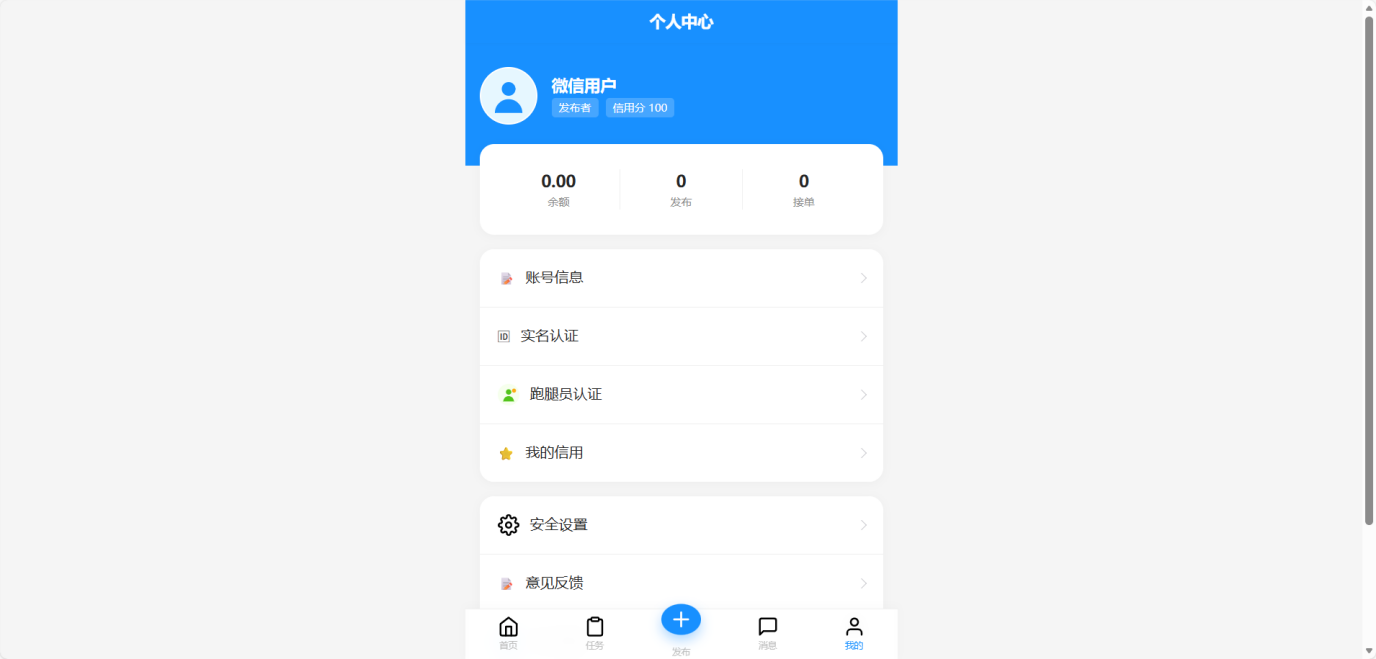 个人中心
微信用户
发布者 信用分 100
0.00 0 0
余额 发布 接单
账号信息
ID 实名认证
跑腿员认证
我的信用
安全设置
意见反馈
首页 任务 发布 消息 我的